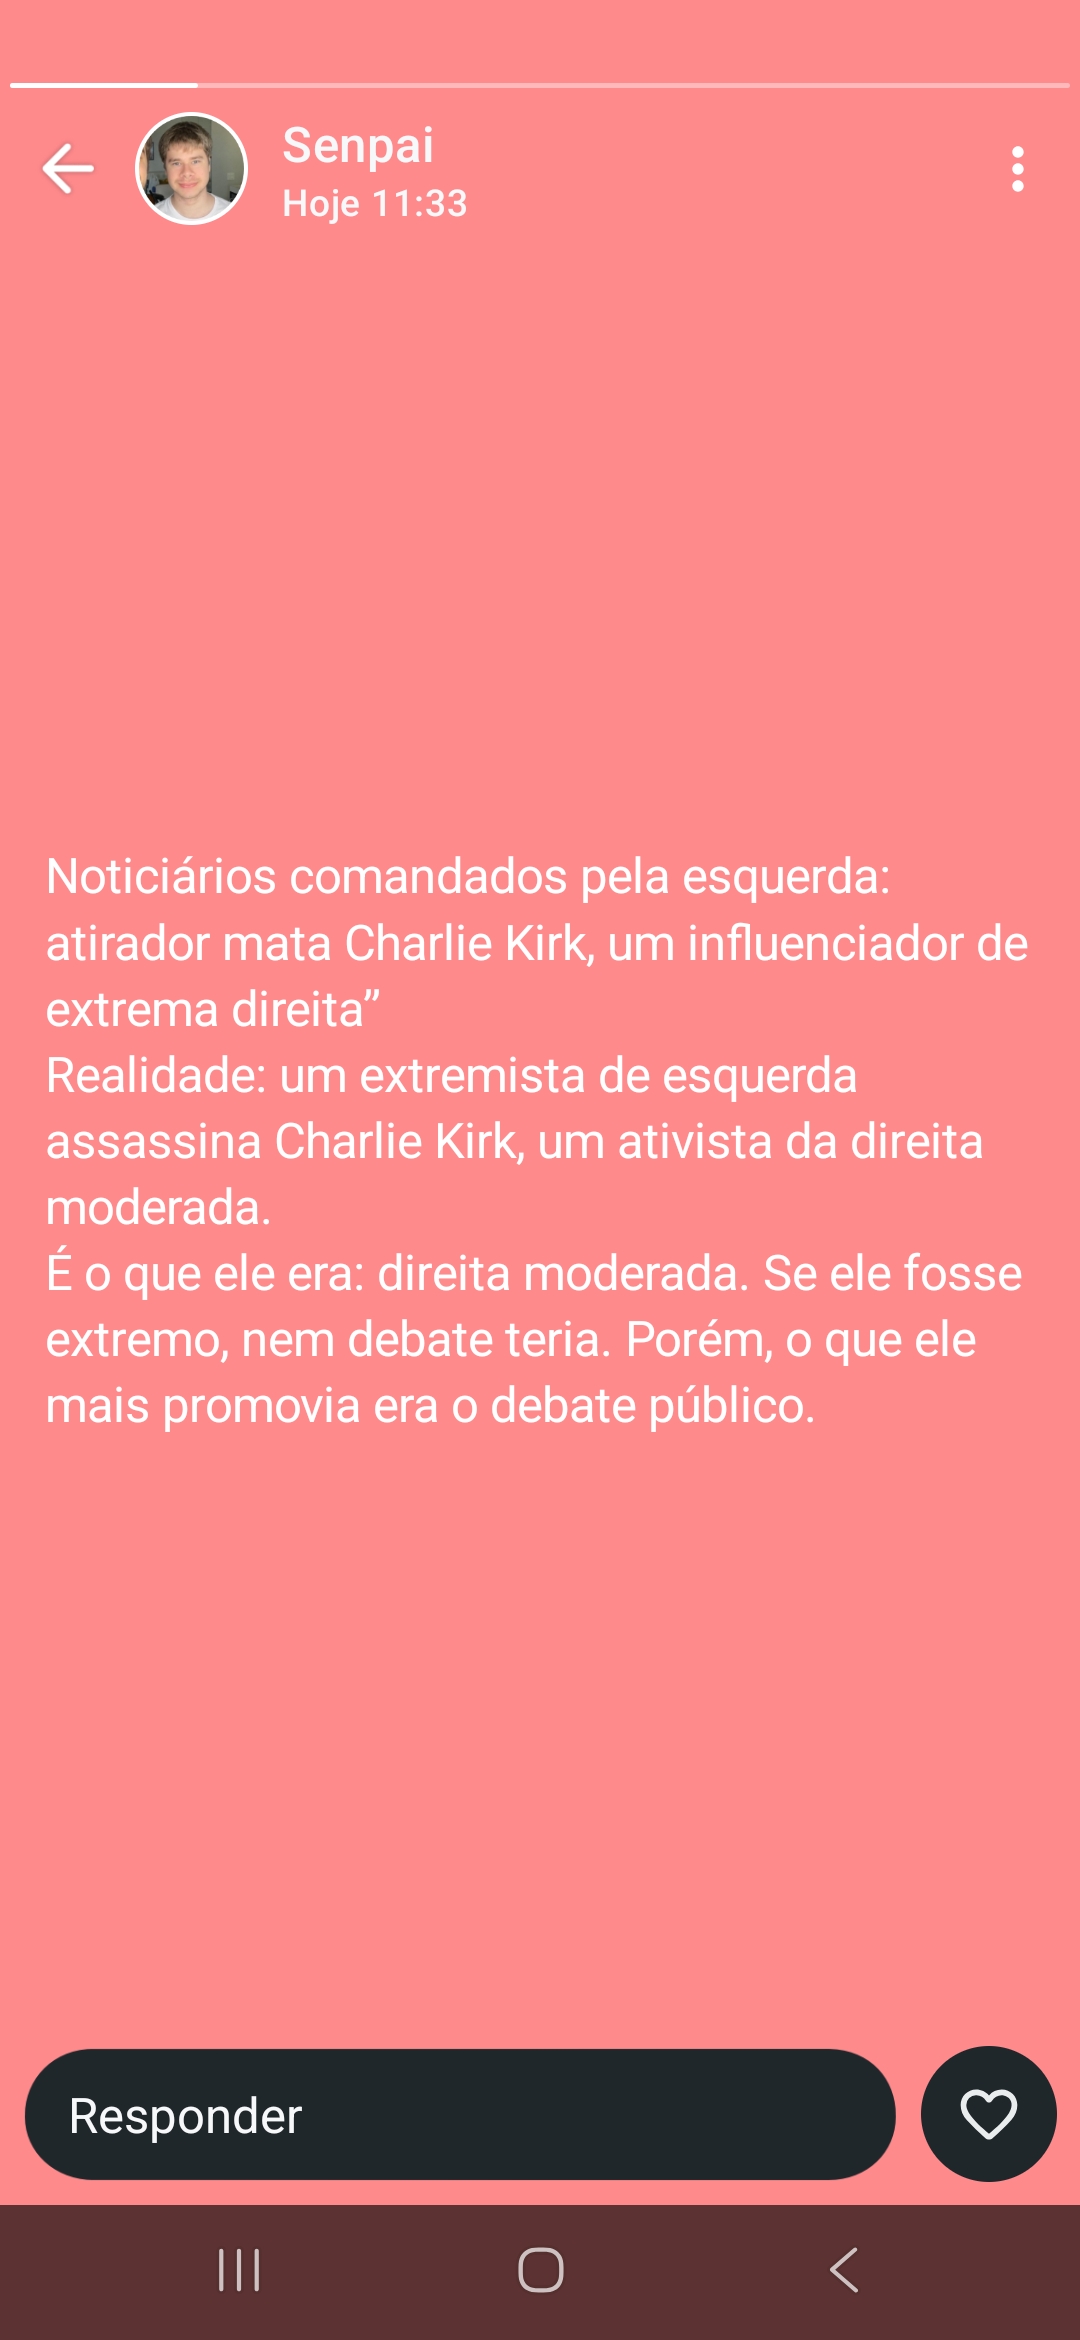 Senpai
Hoje 11:33
Noticiários comandados pela esquerda:
atirador mata Charlie Kirk, um influenciador de
extrema direita”
Realidade: um extremista de esquerda
assassina Charlie Kirk, um ativista da direita
moderada.
É o que ele era: direita moderada. Se ele fosse
extremo, nem debate teria. Porém, o que ele
mais promovia era o debate público.
Responder